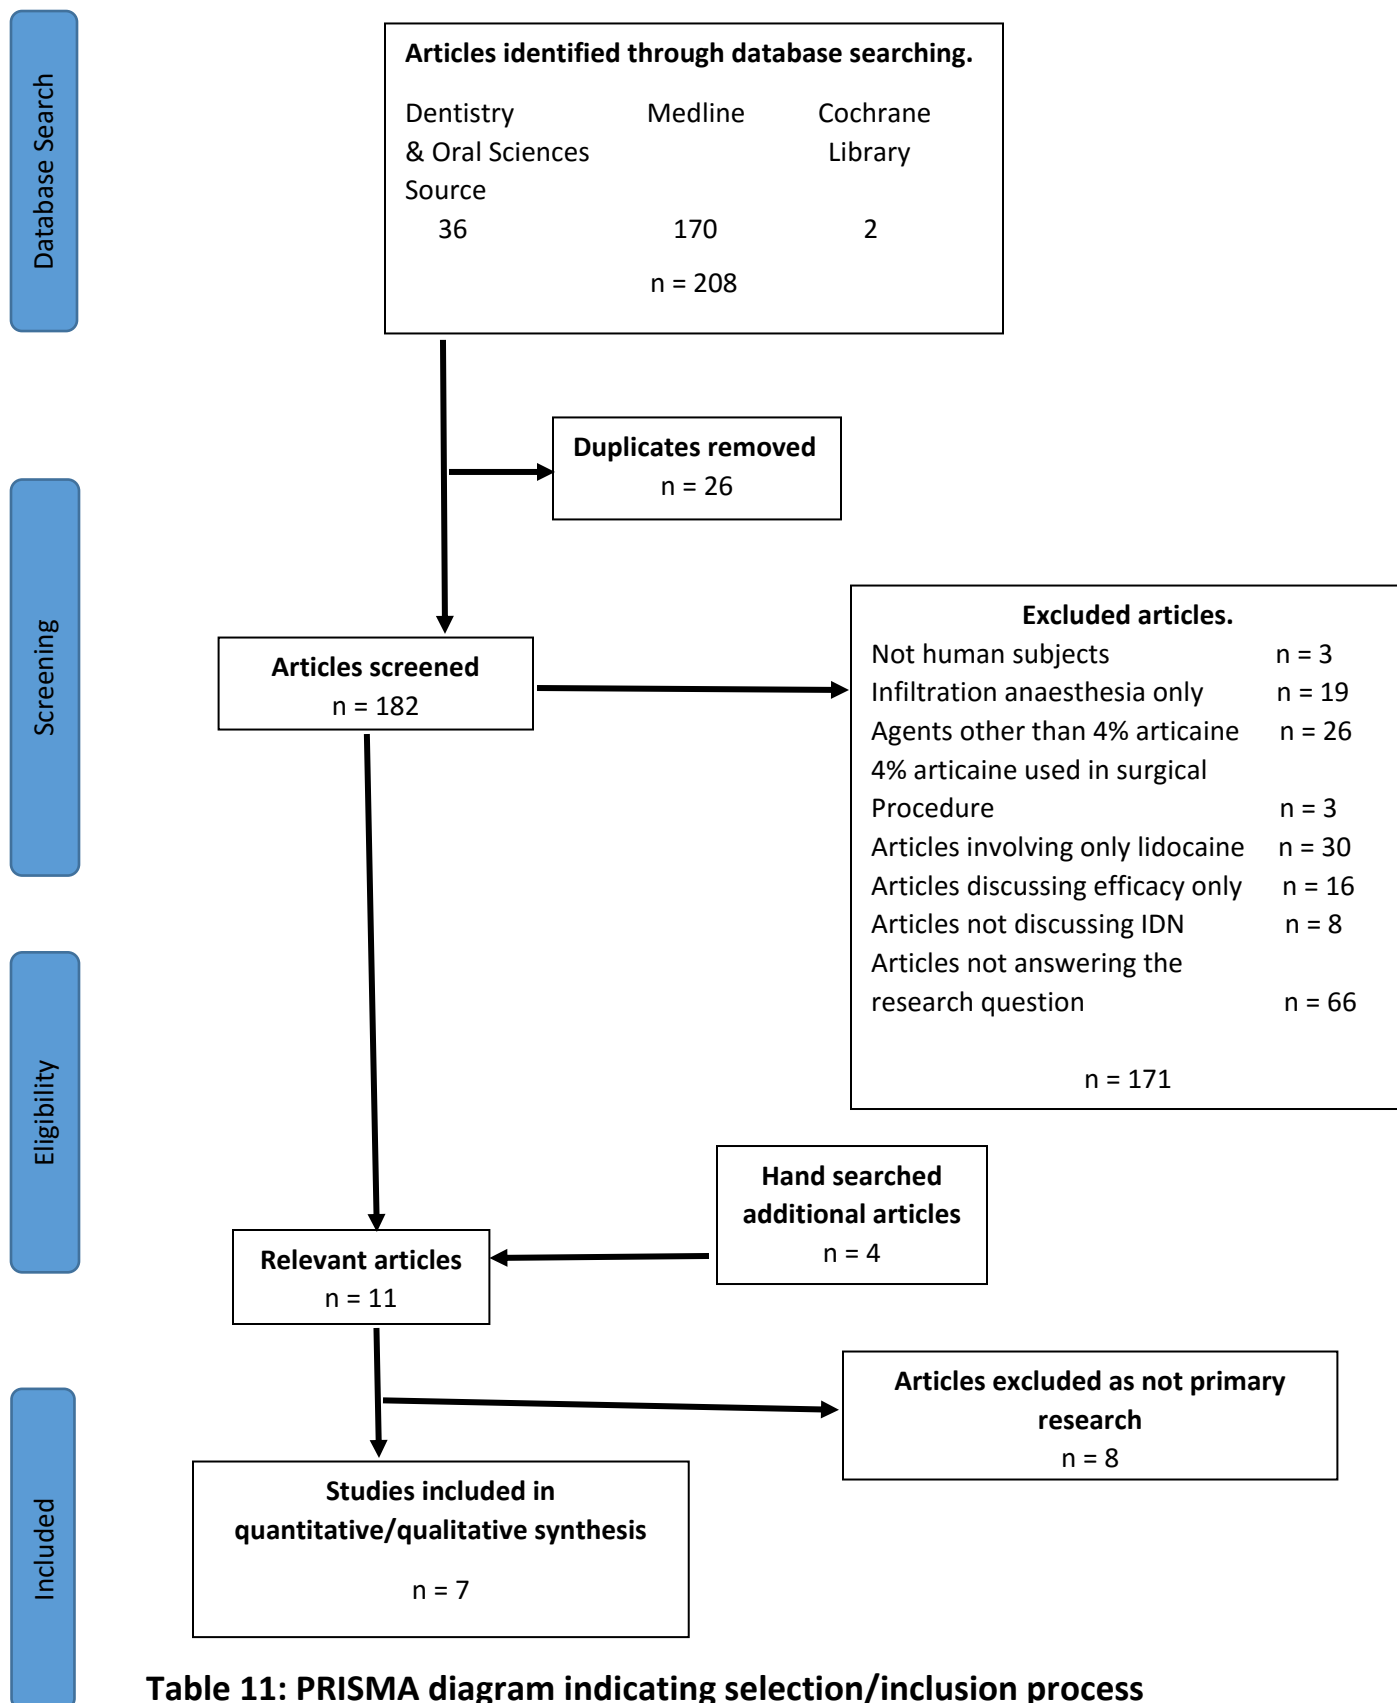 Database Search
Articles identified through database searching.
Dentistry Medline Cochrane
& Oral Sciences Library
Source
36 170 2
n = 208
Duplicates removed
n = 26
Screening
Articles screened
n = 182
Excluded articles.
Not human subjects n = 3
Infiltration anaesthesia only n = 19
Agents other than 4% articaine n = 26
4% articaine used in surgical
Procedure n = 3
Articles involving only lidocaine n = 30
Articles discussing efficacy only n = 16
Articles not discussing IDN n = 8
Articles not answering the
research question n = 66
n = 171
Eligibility
Hand searched
additional articles
n = 4
Relevant articles
n = 11
Articles excluded as not primary
research
n = 8
Included
Studies included in
quantitative/qualitative synthesis
n = 7
Table 11: PRISMA diagram indicating selection/inclusion process